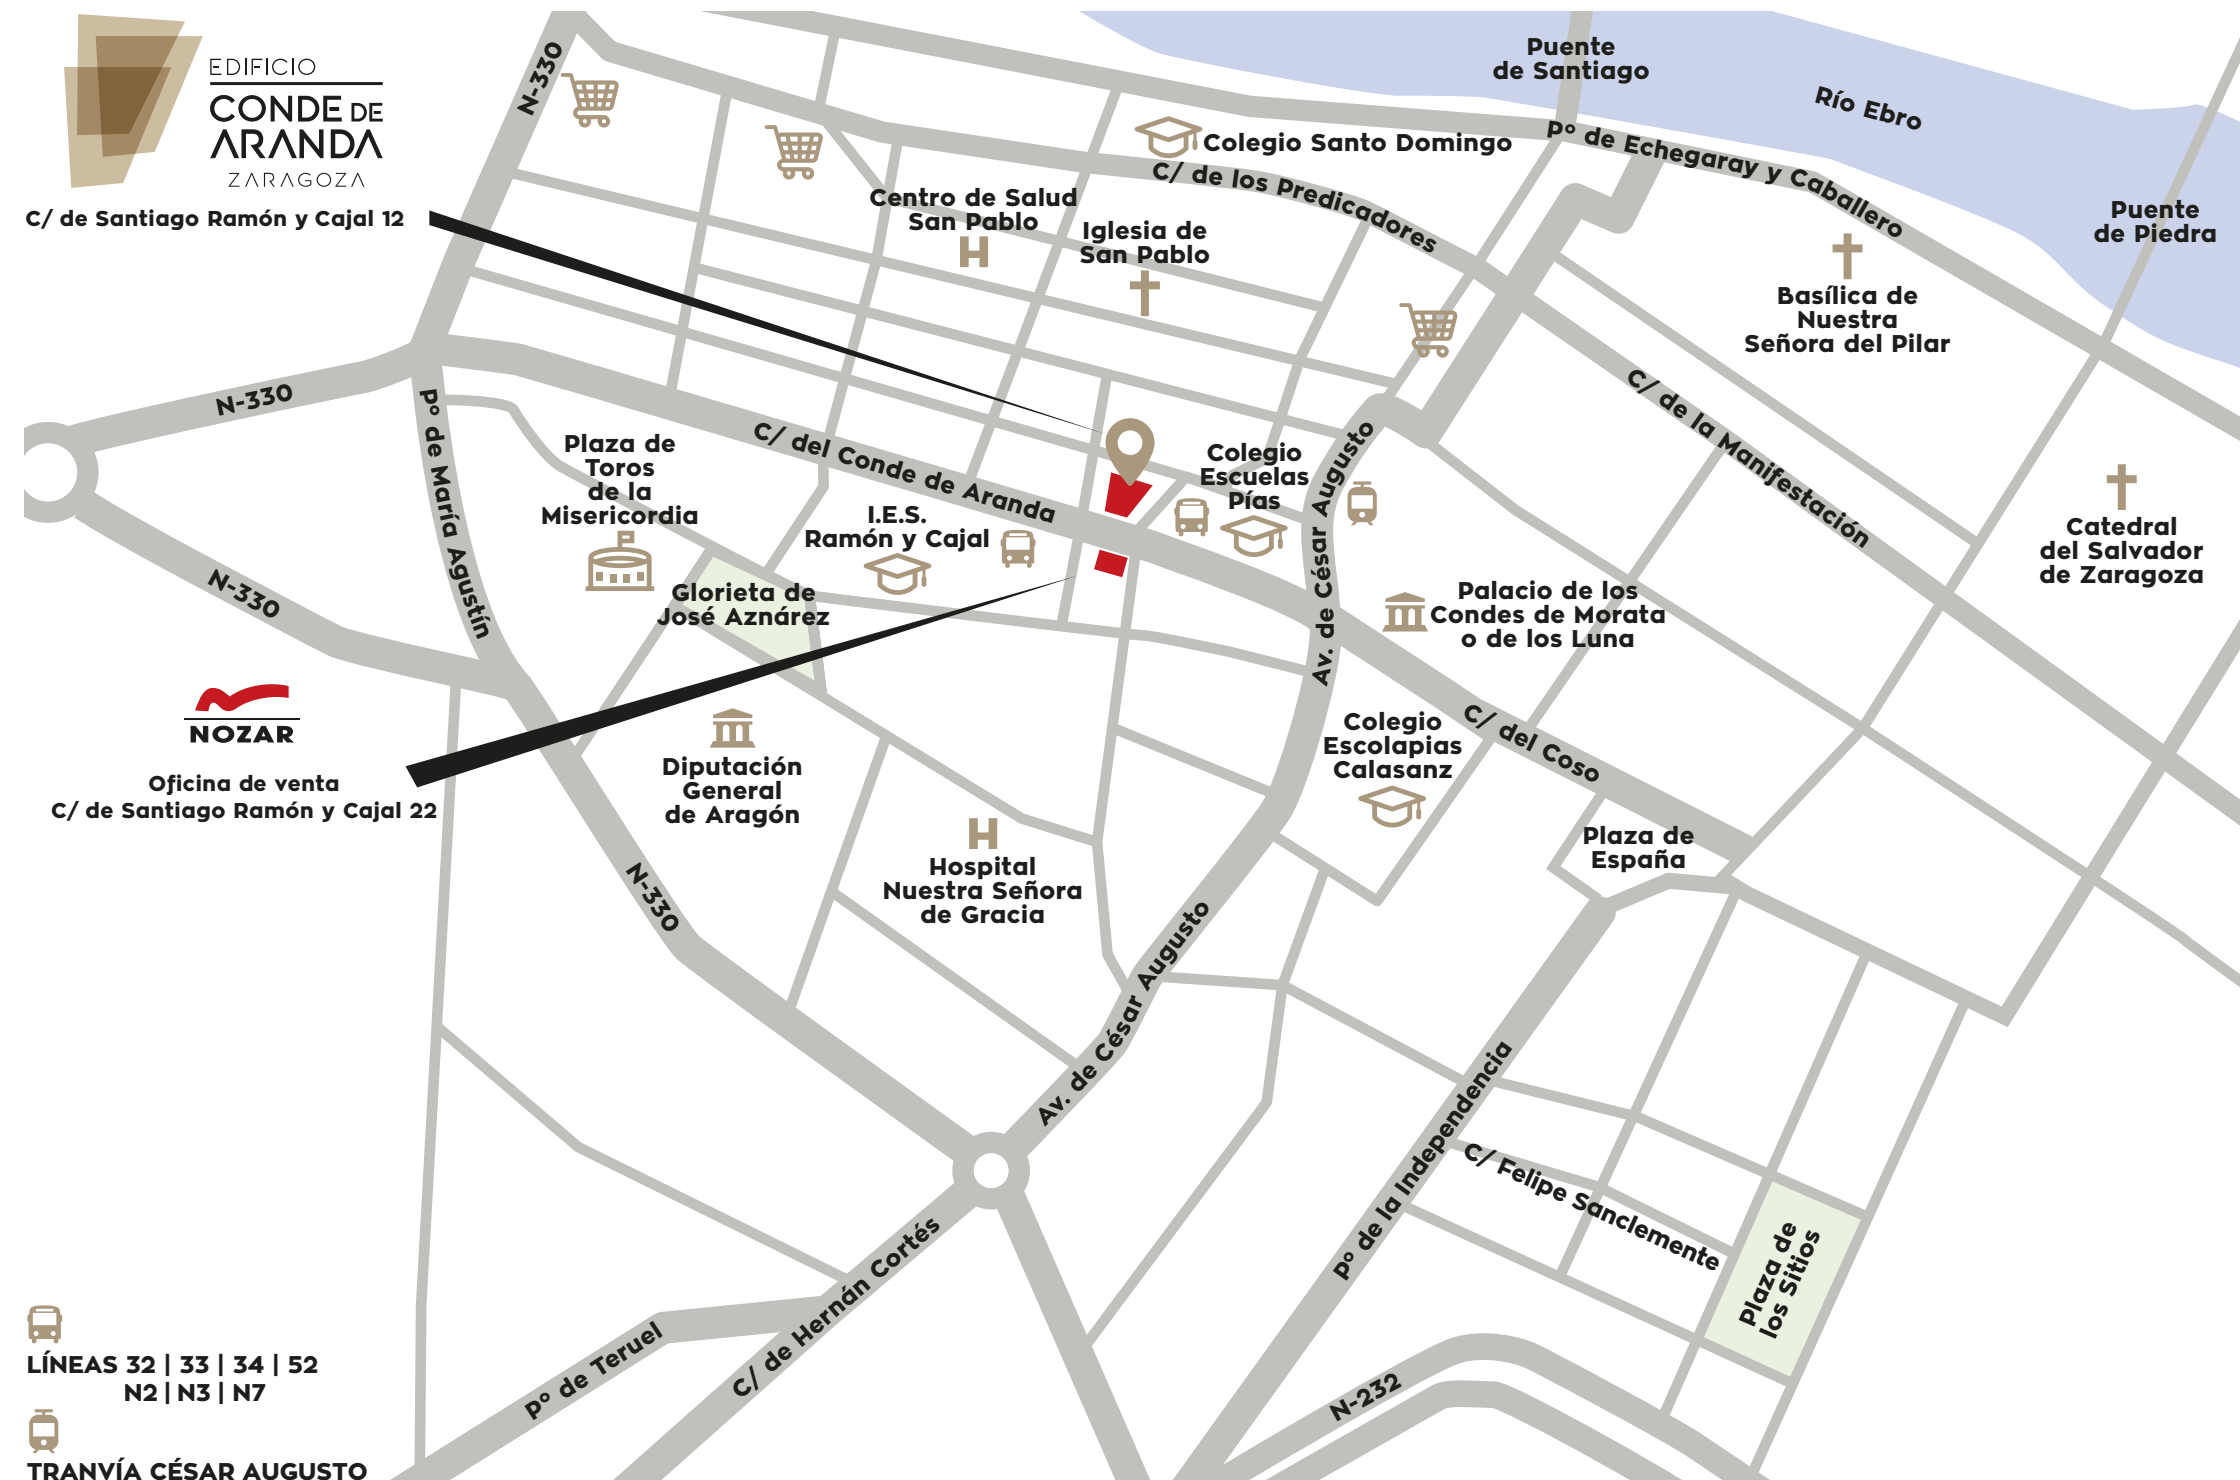 EDIFICIO
CONDE DE
ARANDA
ZARAGOZA
C/ de Santiago Ramón y Cajal 12
N-330
Puente
de Santiago
Río Ebro
Colegio Santo Domingo
Pº de Echegaray y Caballero
C/ de los Predicadores
Centro de Salud
San Pablo
H
Iglesia de
San Pablo
Puente
de Piedra
Basílica de
Nuestra
Señora del Pilar
N-330
Pº de María Agustín
C/ de la Manifestación
Plaza de
Toros
de la
Misericordia
C/ del Conde de Aranda
Colegio
Escuelas
Pías
Av. de César Augusto
I.E.S.
Ramón y Cajal
Catedral
del Salvador
de Zaragoza
N-330
Glorieta de
José Aznárez
Palacio de los
Condes de Morata
o de los Luna
NOZAR
Oficina de venta
C/ de Santiago Ramón y Cajal 22
Diputación
General
de Aragón
Colegio
Escolapias
Calasanz
C/ del Coso
H
Hospital
Nuestra Señora
de Gracia
Plaza de
España
N-330
Av. de César Augusto
Pº de la Independencia
C/ Felipe Sanclemente
Plaza de
los Sitios
C/ de Hernán Cortés
Pº de Teruel
N-232
LÍNEAS 32 | 33 | 34 | 52
N2 | N3 | N7
TRANVÍA CÉSAR AUGUSTO